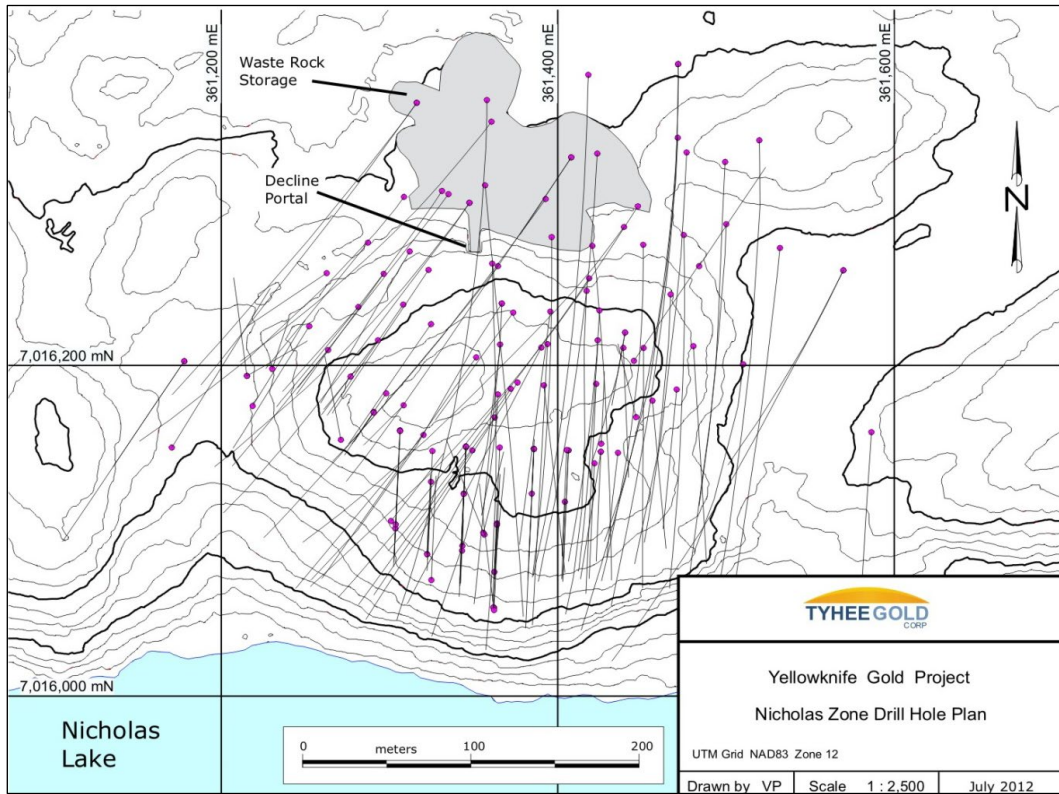 361,200 mE
361,400 mE
361,600 mE
Waste Rock
Storage
Decline
Portal
N
7,016,200 mN
7,016,000 mN
Nicholas
Lake
0 meters 100 200
TYHEE GOLD
CORP
Yellowknife Gold Project
Nicholas Zone Drill Hole Plan
UTM Grid NAD83 Zone 12
Drawn by VP Scale 1 : 2,500 July 2012